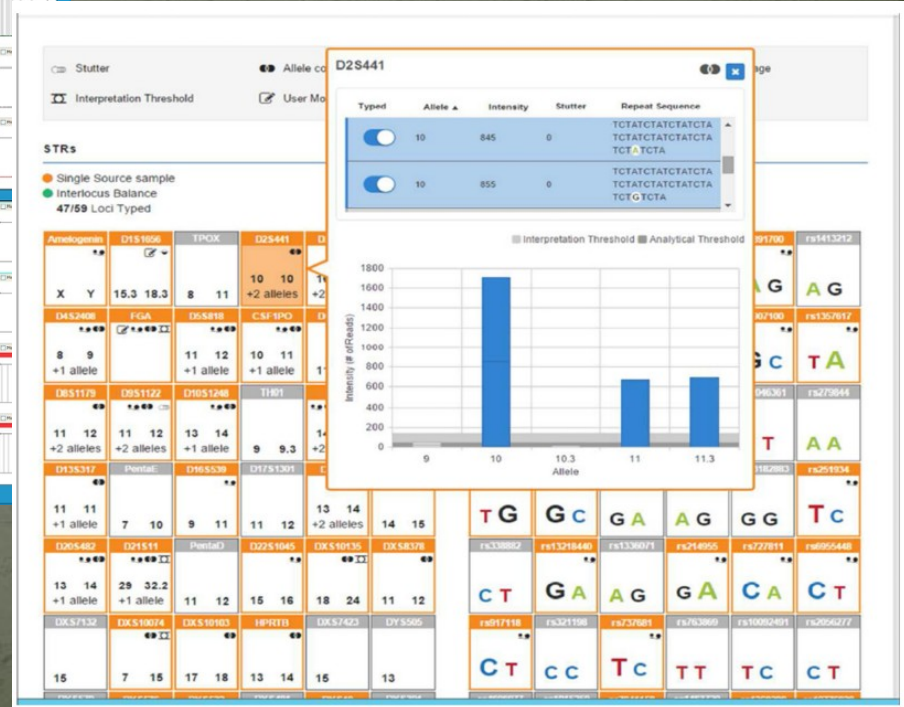 Stutter
Allele co
age
Interpretation Threshold
User Mo
STRs
Single Source sample
Interlocus Balance
47/59 Loci Typed
D2S441
Typed Allele Intensity Stutter Repeat Sequence
TCTATCTATCTATCTA
10 845 0 TCTATCTATCTATCTA
TCTATCTA
TCTATCTATCTATCTA
10 855 0 TCTATCTATCTATCTA
TCTGTCTA
Interpretation Threshold Analytical Threshold
Intensity (# of Reads)
1800
1600
1400
1200
1000
800
600
400
200
0
9 10 10.3 11 11.3
Allele
Amelogenin D1S1656 TPOX D2S441
X Y 15.3 18.3 8 11 10 10
+2 alleles
D4S2408 FGA D5S818 CSF1PO
8 9 11 12 10 11
+1 allele +1 allele +1 allele
D8S1179 D9S1122 D10S1248 TH01
11 12 11 12 13 14 9 9.3
+2 alleles +2 alleles +1 allele
D13S317 PentaE D16S539 D17S1301
11 11 7 10 9 11 11 12 13 14 14 15
+1 allele +2 alleles
D20S482 D21S11 PentaD D22S1045 DXS10135 DXS8378
13 14 29 32.2 11 12 15 16 18 24 11 12
+1 allele +1 allele
DXS7132 DXS10074 DXS10103 HPRTB DXS7423 DYS505
15 7 15 17 18 13 14 15 13
rs1413212
G A G
rs1357617
C T A
rs279844
T A A
rs251934
T G G C G A A G G G T C
rs338882 rs13218440 rs1336071 rs214955 rs727811 rs6955448
C T G A A G G A C A C T
rs917118 rs321198 rs737681 rs763869 rs10092491 rs2056277
C T C C T C T T T C C T